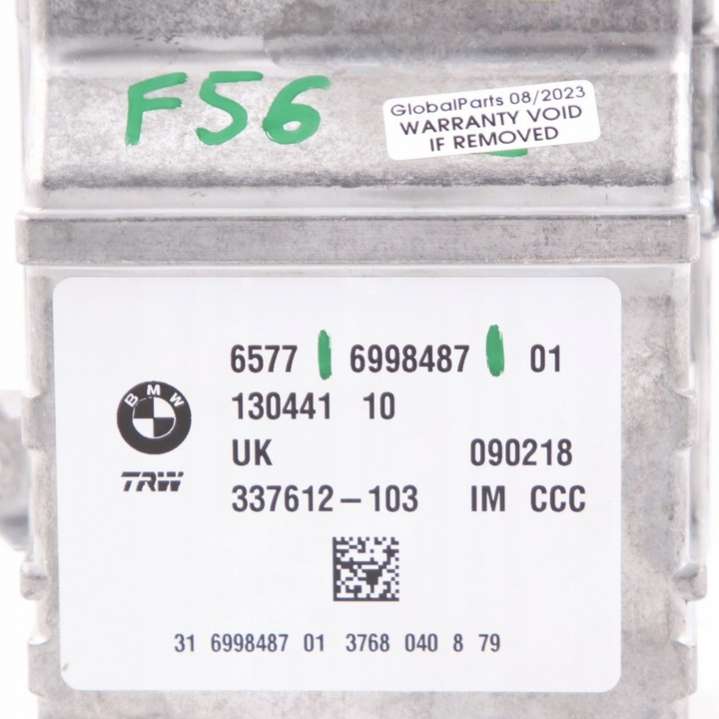 F56
GlobalParts 08/2023
WARRANTY VOID
IF REMOVED
6577 6998487 01
130441 10
BMW
UK 090218
TRW
337612-103 IM CCC
31 6998487 01 3768 040 8 79